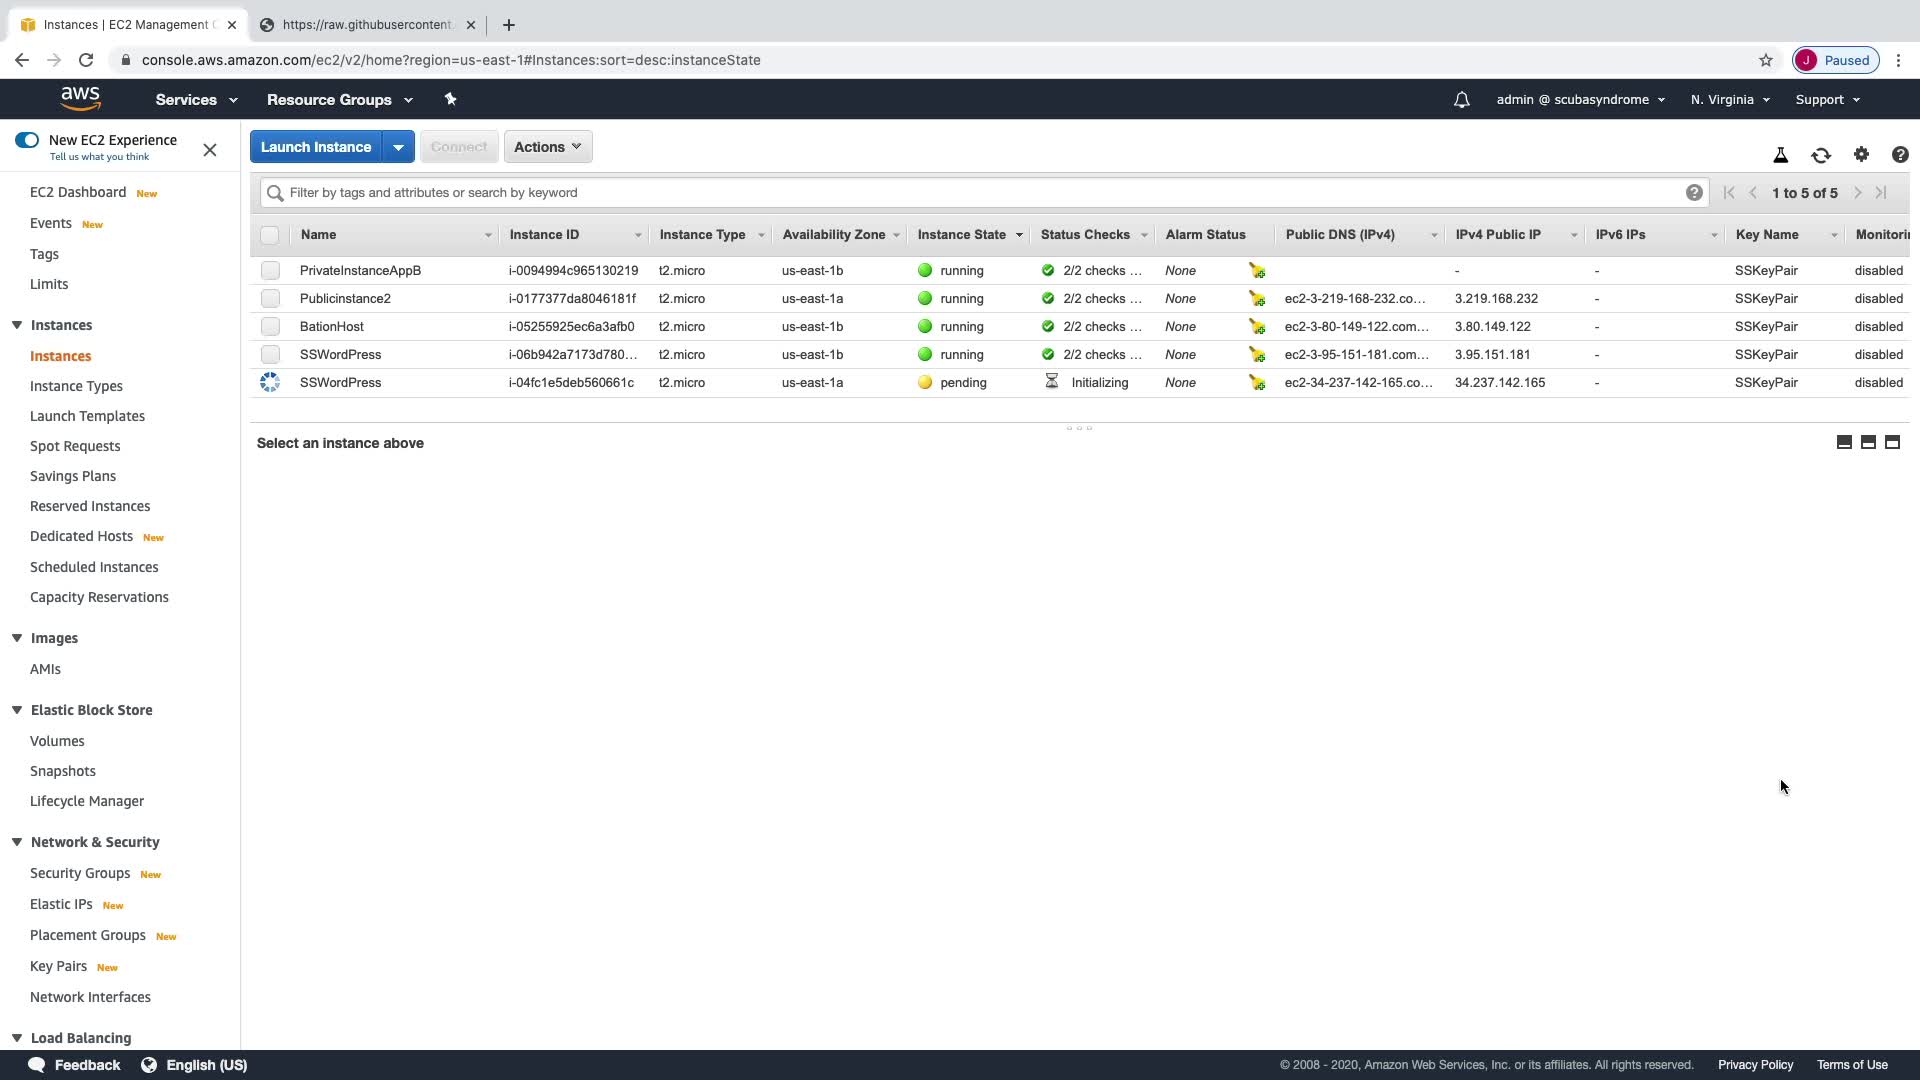 Instances | EC2 Management C
https://raw.githubusercontent.
console.aws.amazon.com/ec2/v2/home?region=us-east-1#Instances:sort=desc:instanceState
J Paused
aws Services Resource Groups admin @ scubasyndrome N. Virginia Support
New EC2 Experience
Tell us what you think
EC2 Dashboard New
Events New
Tags
Limits
Instances
Instances
Instance Types
Launch Templates
Spot Requests
Savings Plans
Reserved Instances
Dedicated Hosts New
Scheduled Instances
Capacity Reservations
Images
AMIs
Elastic Block Store
Volumes
Snapshots
Lifecycle Manager
Network & Security
Security Groups New
Elastic IPs New
Placement Groups New
Key Pairs New
Network Interfaces
Load Balancing
Launch Instance Connect Actions
Filter by tags and attributes or search by keyword 1 to 5 of 5
Name Instance ID Instance Type Availability Zone Instance State Status Checks Alarm Status Public DNS (IPv4) IPv4 Public IP IPv6 IPs Key Name Monitorin
PrivateInstanceAppB i-0094994c965130219 t2.micro us-east-1b running 2/2 checks ... None - - SSKeyPair disabled
Publicinstance2 i-0177377da8046181f t2.micro us-east-1a running 2/2 checks ... None ec2-3-219-168-232.co... 3.219.168.232 - SSKeyPair disabled
BationHost i-05255925ec6a3afb0 t2.micro us-east-1b running 2/2 checks ... None ec2-3-80-149-122.com... 3.80.149.122 - SSKeyPair disabled
SSWordPress i-06b942a7173d780... t2.micro us-east-1b running 2/2 checks ... None ec2-3-95-151-181.com... 3.95.151.181 - SSKeyPair disabled
SSWordPress i-04fc1e5deb560661c t2.micro us-east-1a pending Initializing None ec2-34-237-142-165.co... 34.237.142.165 - SSKeyPair disabled
Select an instance above
Feedback English (US) © 2008 - 2020, Amazon Web Services, Inc. or its affiliates. All rights reserved. Privacy Policy Terms of Use